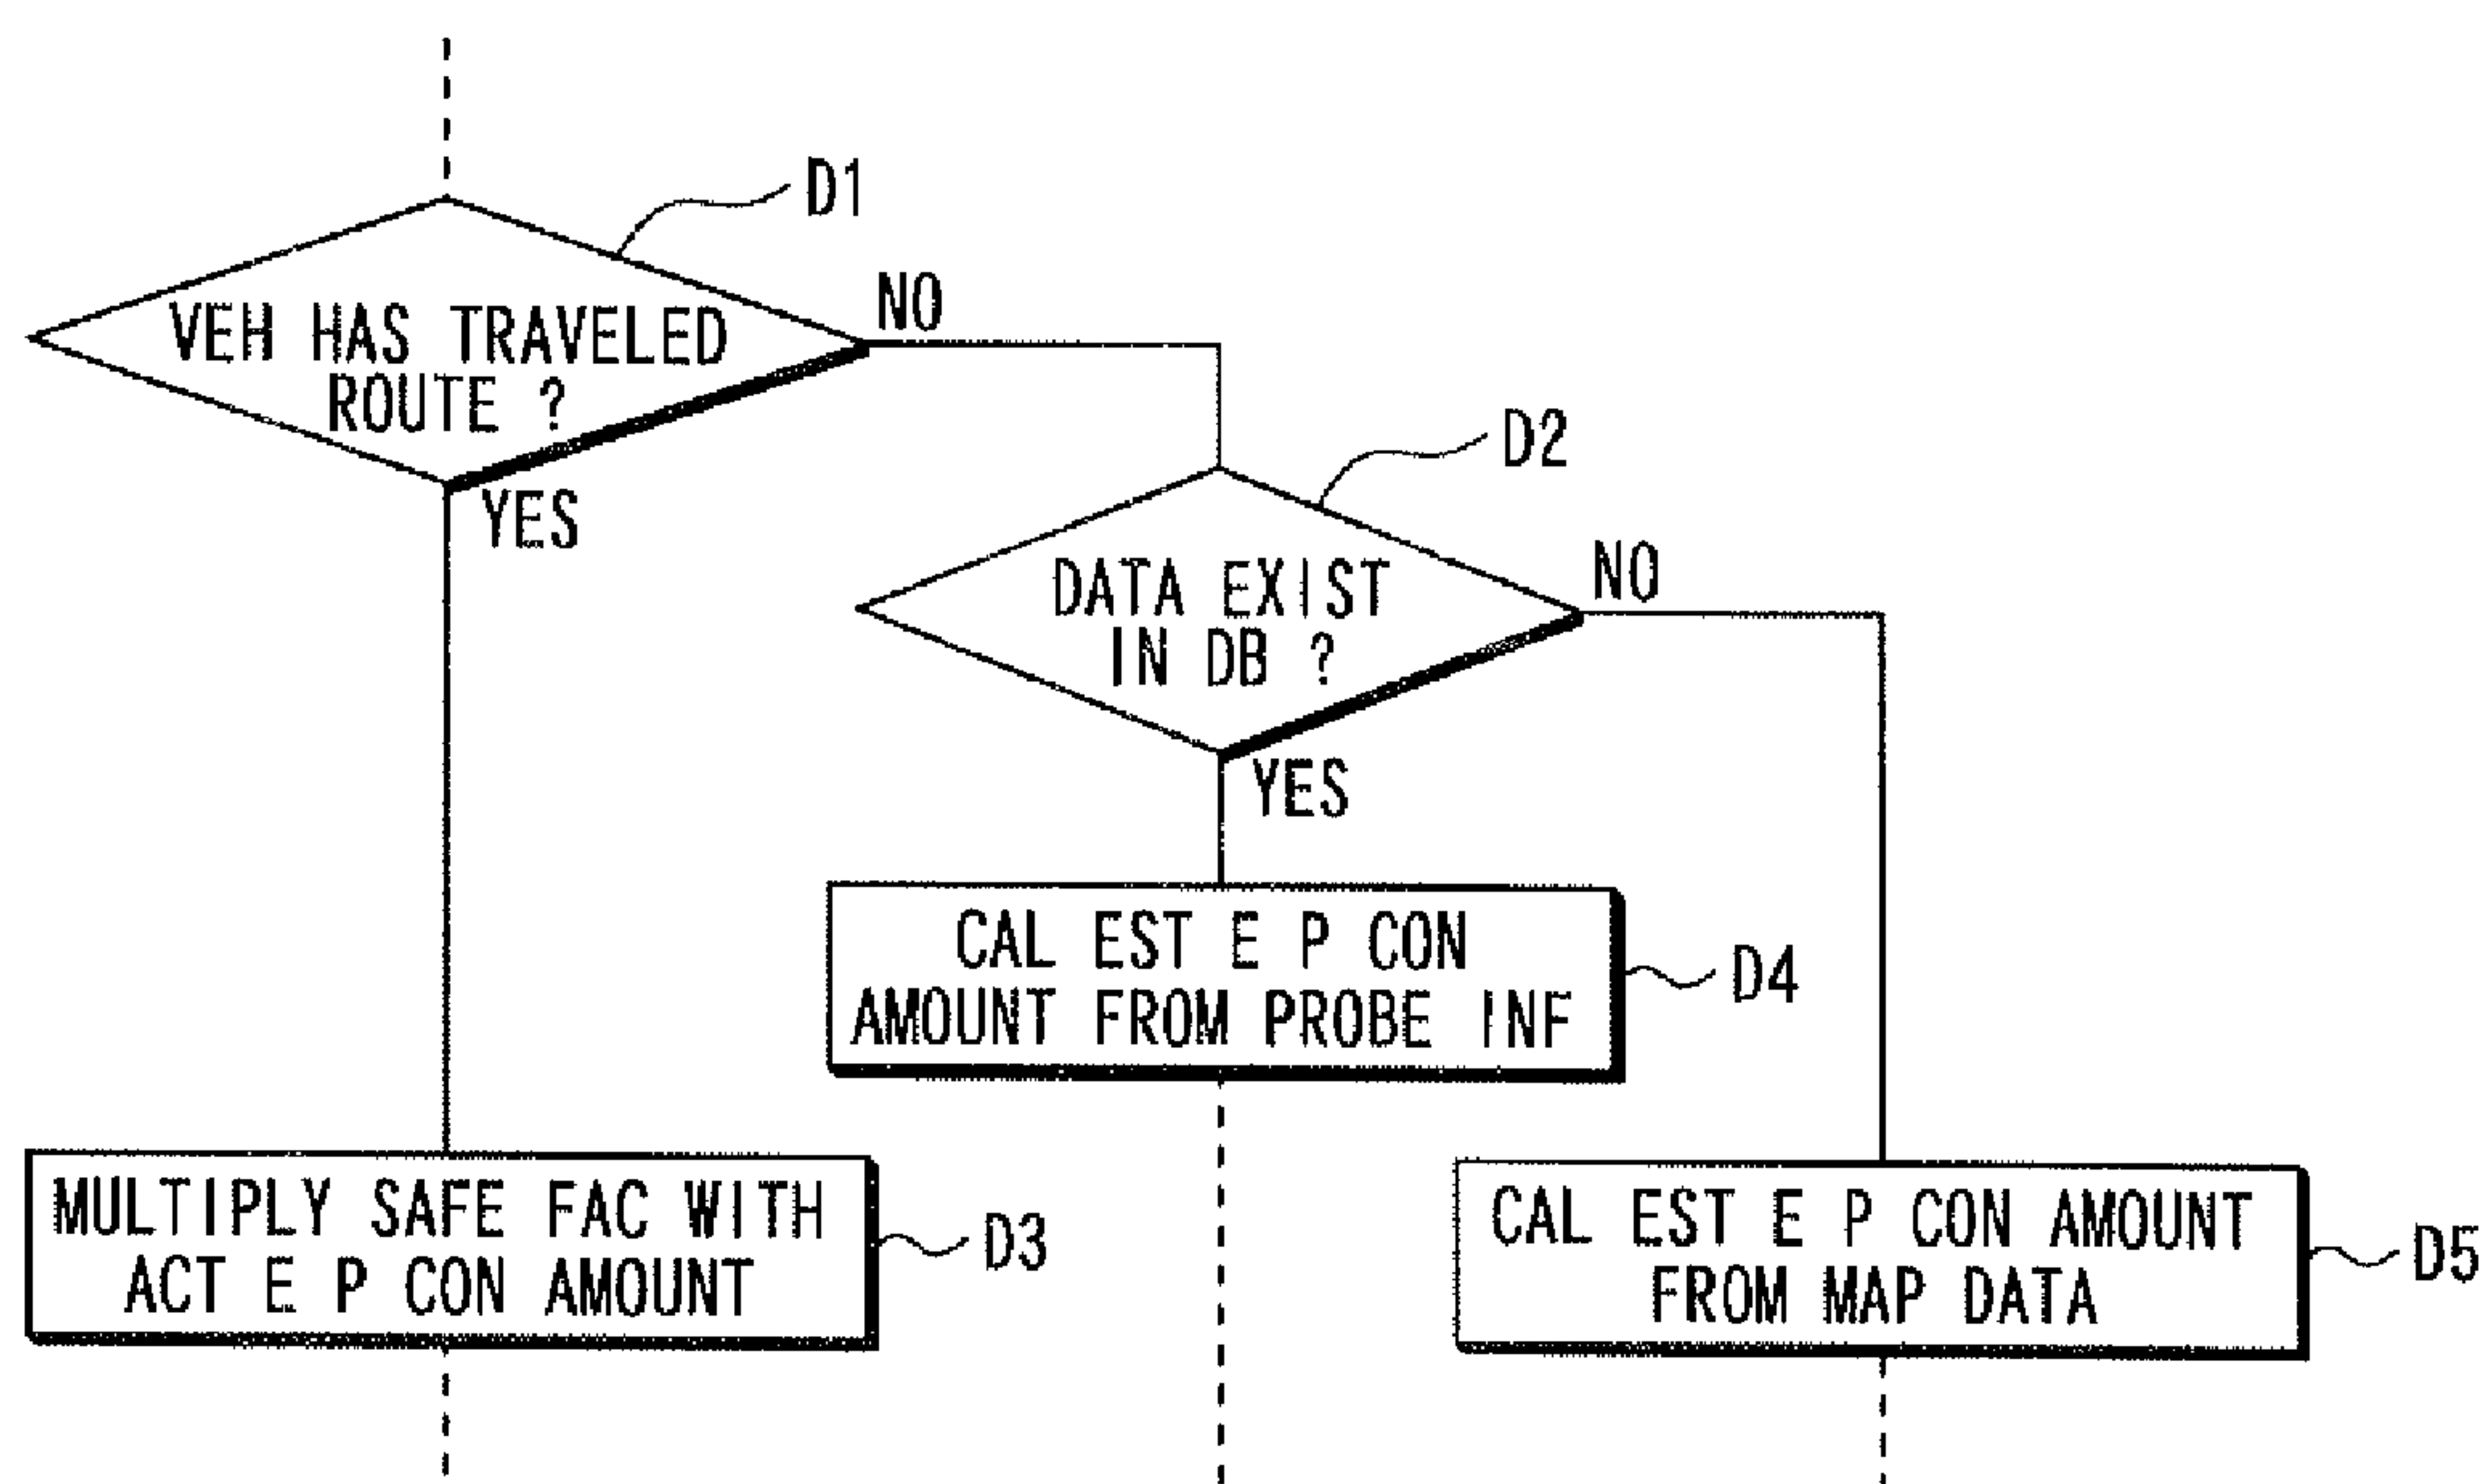 D1
VEH HAS TRAVELED
ROUTE ?
NO
YES
D2
DATA EXIST
IN DB ?
NO
YES
CAL EST E P CON
AMOUNT FROM PROBE INF
D4
MULTIPLY SAFE FAC WITH
ACT E P CON AMOUNT
D3
CAL EST E P CON AMOUNT
FROM MAP DATA
D5